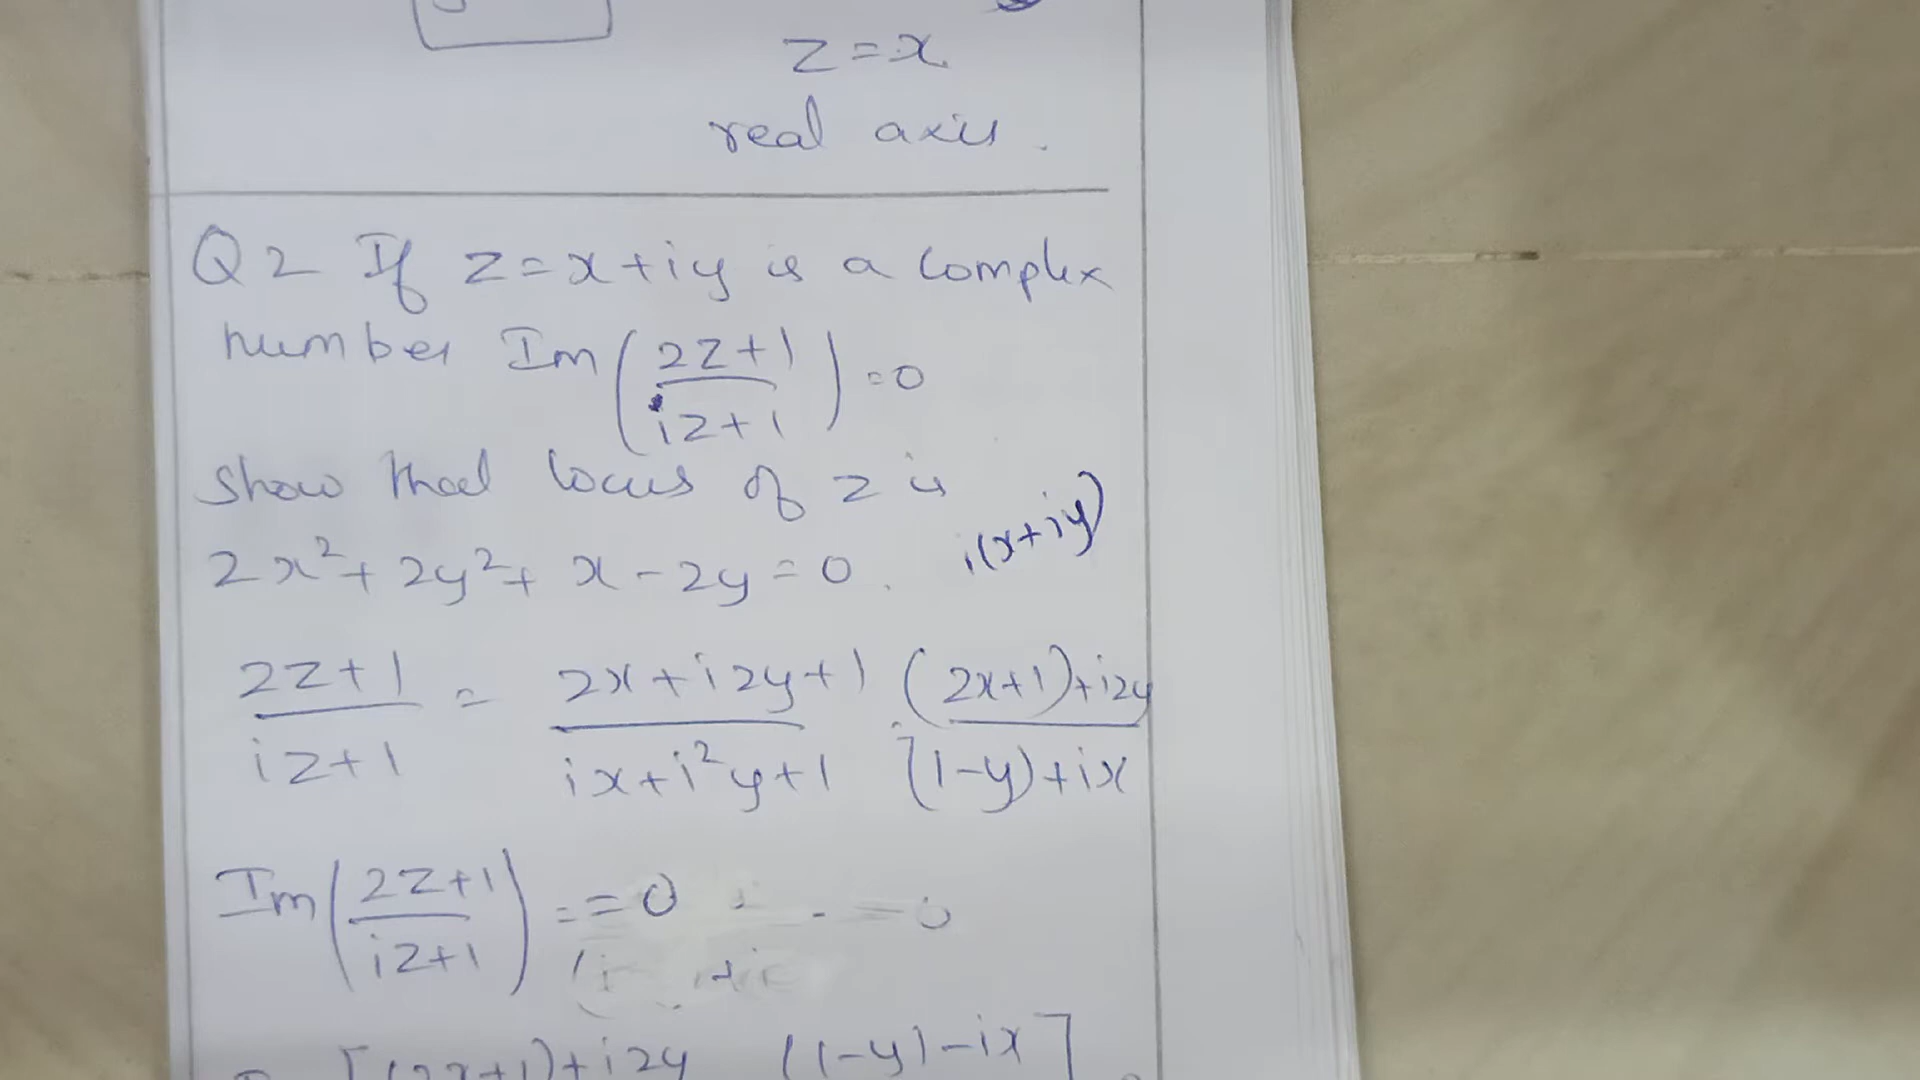 z = x
real axis.
Q2 If z = x + iy is a complex
number Im(2z+1/iz+1) = 0
show that locus of z is
i(x+iy)
2x² + 2y² + x - 2y = 0.
2z+1/iz+1 = 2x+i2y+1/ix+i²y+1 (2x+1)+i2y/(1-y)+ix
Im(2z+1/iz+1) = = 0 = 0
[(2x+1)+i2y (1-y)-ix]